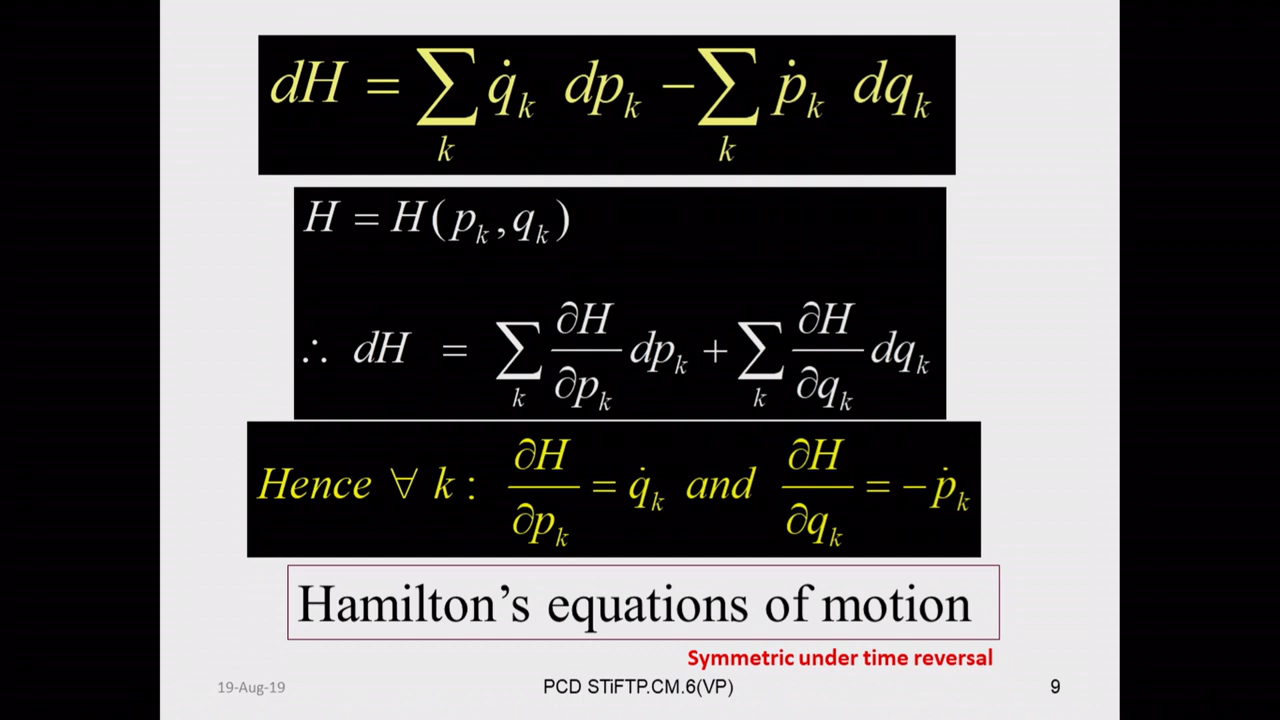 dH = ∑_k q̇_k dp_k − ∑_k ṗ_k dq_k
H = H(p_k, q_k)
∴ dH = ∑_k ∂H/∂p_k dp_k + ∑_k ∂H/∂q_k dq_k
Hence ∀ k : ∂H/∂p_k = q̇_k and ∂H/∂q_k = −ṗ_k
Hamilton’s equations of motion
Symmetric under time reversal
19-Aug-19 PCD STiFTP.CM.6(VP) 9